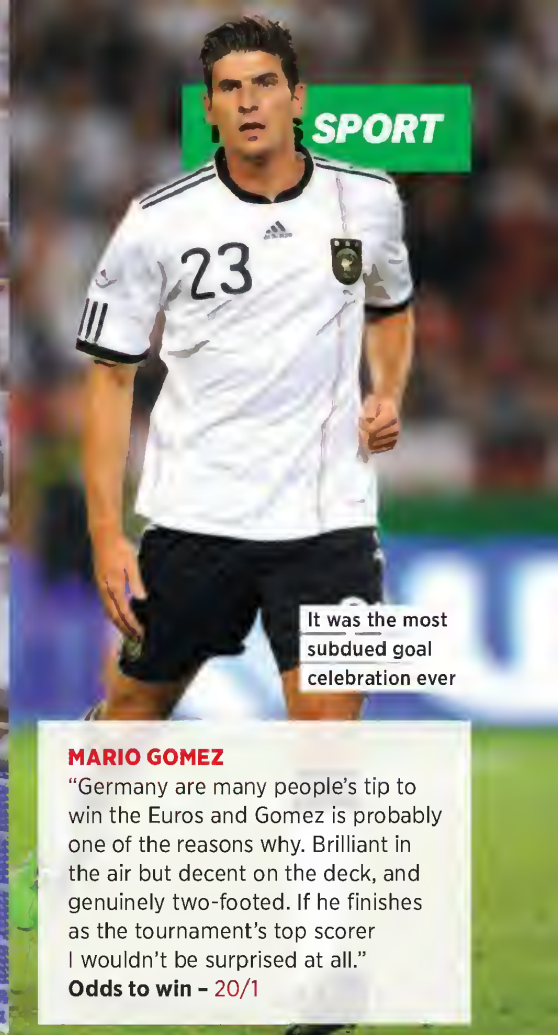 SPORT
23
It was the most
subdued goal
celebration ever
MARIO GOMEZ
“Germany are many people’s tip to
win the Euros and Gomez is probably
one of the reasons why. Brilliant in
the air but decent on the deck, and
genuinely two-footed. If he finishes
as the tournament’s top scorer
I wouldn’t be surprised at all.”
Odds to win – 20/1